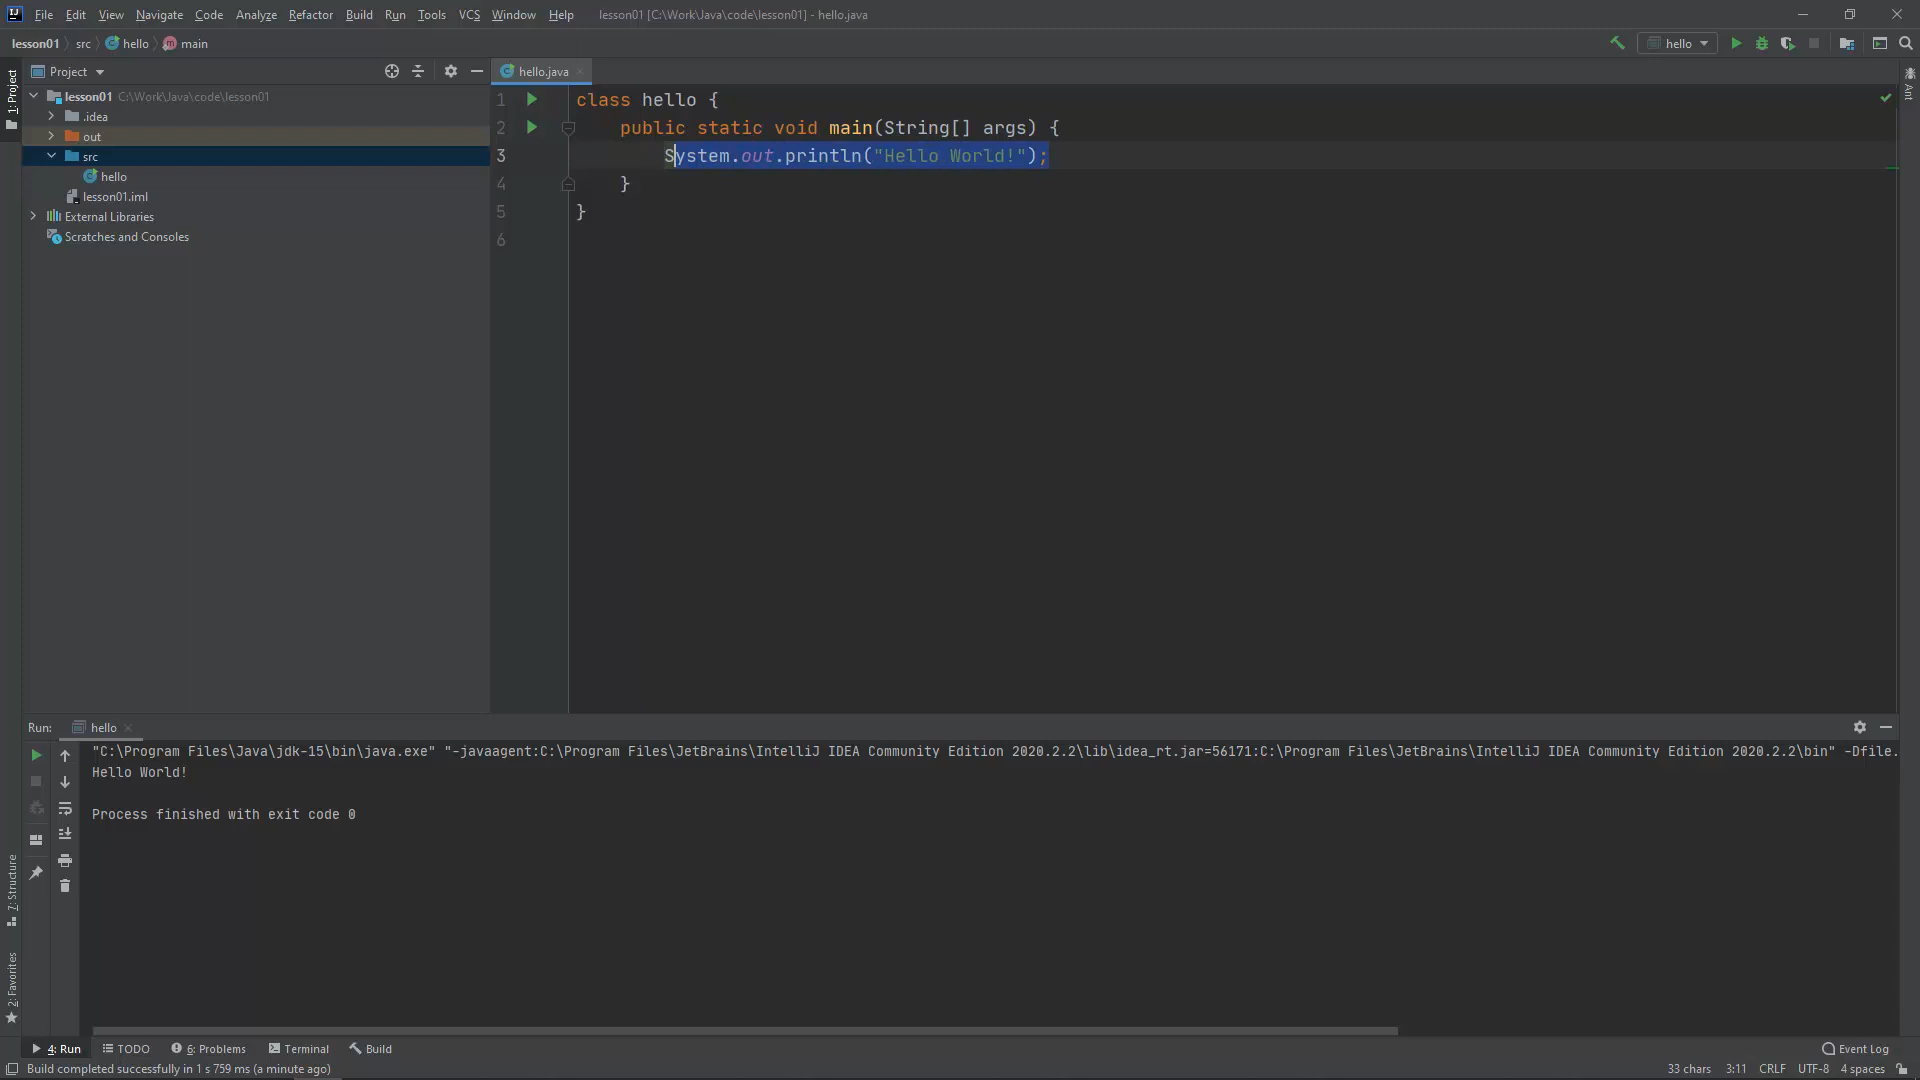 File Edit View Navigate Code Analyze Refactor Build Run Tools VCS Window Help lesson01 [C:\Work\Java\code\lesson01] - hello.java
lesson01 src hello main hello
Project hello.java
1: Project
Ant
lesson01 C:\Work\Java\code\lesson01
.idea
out
src
hello
lesson01.iml
External Libraries
Scratches and Consoles
1 class hello {
2 public static void main(String[] args) {
3 System.out.println("Hello World!");
4 }
5 }
6
Run: hello
"C:\Program Files\Java\jdk-15\bin\java.exe" "-javaagent:C:\Program Files\JetBrains\IntelliJ IDEA Community Edition 2020.2.2\lib\idea_rt.jar=56171:C:\Program Files\JetBrains\IntelliJ IDEA Community Edition 2020.2.2\bin" -Dfile.
Hello World!
Process finished with exit code 0
7: Structure
2: Favorites
4: Run TODO 6: Problems Terminal Build Event Log
Build completed successfully in 1 s 759 ms (a minute ago) 33 chars 3:11 CRLF UTF-8 4 spaces